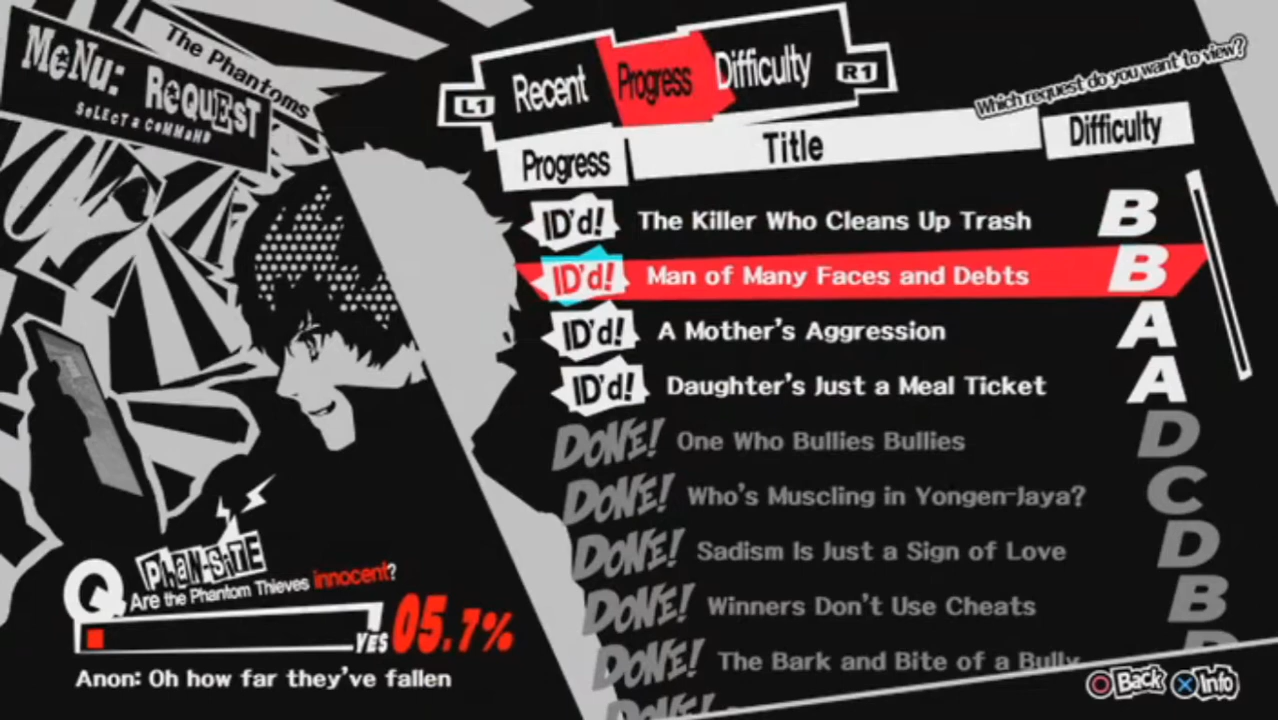 The Phantoms
MeNu: ReQuEST
SeLEcT a CoMMaND
L1 Recent Progress Difficulty R1
Which request do you want to view?
Progress Title Difficulty
ID'd! The Killer Who Cleans Up Trash B
ID'd! Man of Many Faces and Debts B
ID'd! A Mother's Aggression A
ID'd! Daughter's Just a Meal Ticket A
DONE! One Who Bullies Bullies D
DONE! Who's Muscling in Yongen-Jaya? C
DONE! Sadism Is Just a Sign of Love D
DONE! Winners Don't Use Cheats B
DONE! The Bark and Bite of a Bully
DONE!
PhaN-SiTE
Q Are the Phantom Thieves innocent?
YES 05.7%
Anon: Oh how far they've fallen
Back Info